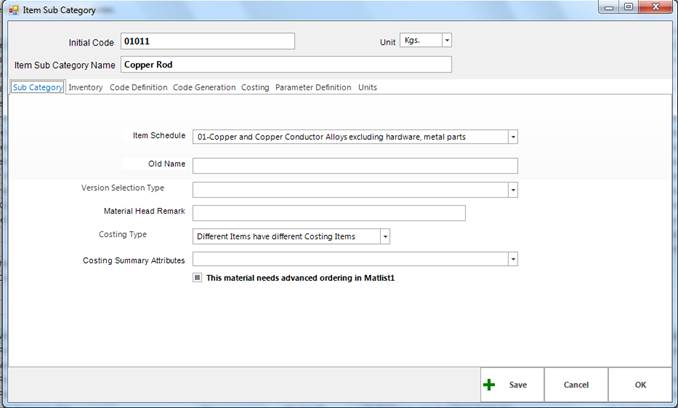 Item Sub Category
Initial Code 01011 Unit Kgs.
Item Sub Category Name Copper Rod
Sub Category Inventory Code Definition Code Generation Costing Parameter Definition Units
Item Schedule 01-Copper and Copper Conductor Alloys excluding hardware, metal parts
Old Name
Version Selection Type
Material Head Remark
Costing Type Different Items have different Costing Items
Costing Summary Attributes
This material needs advanced ordering in Matlist1
Save Cancel OK